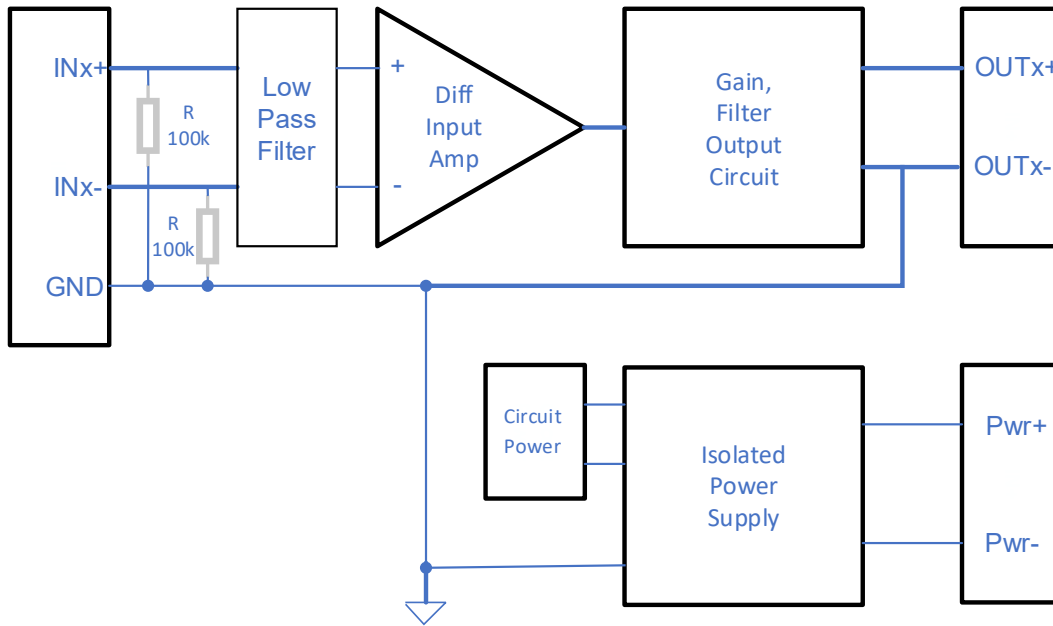 INx+
R
100k
INx-
R
100k
GND
Low
Pass
Filter
+
-
Diff
Input
Amp
Gain,
Filter
Output
Circuit
OUTx+
OUTx-
Circuit
Power
Isolated
Power
Supply
Pwr+
Pwr-